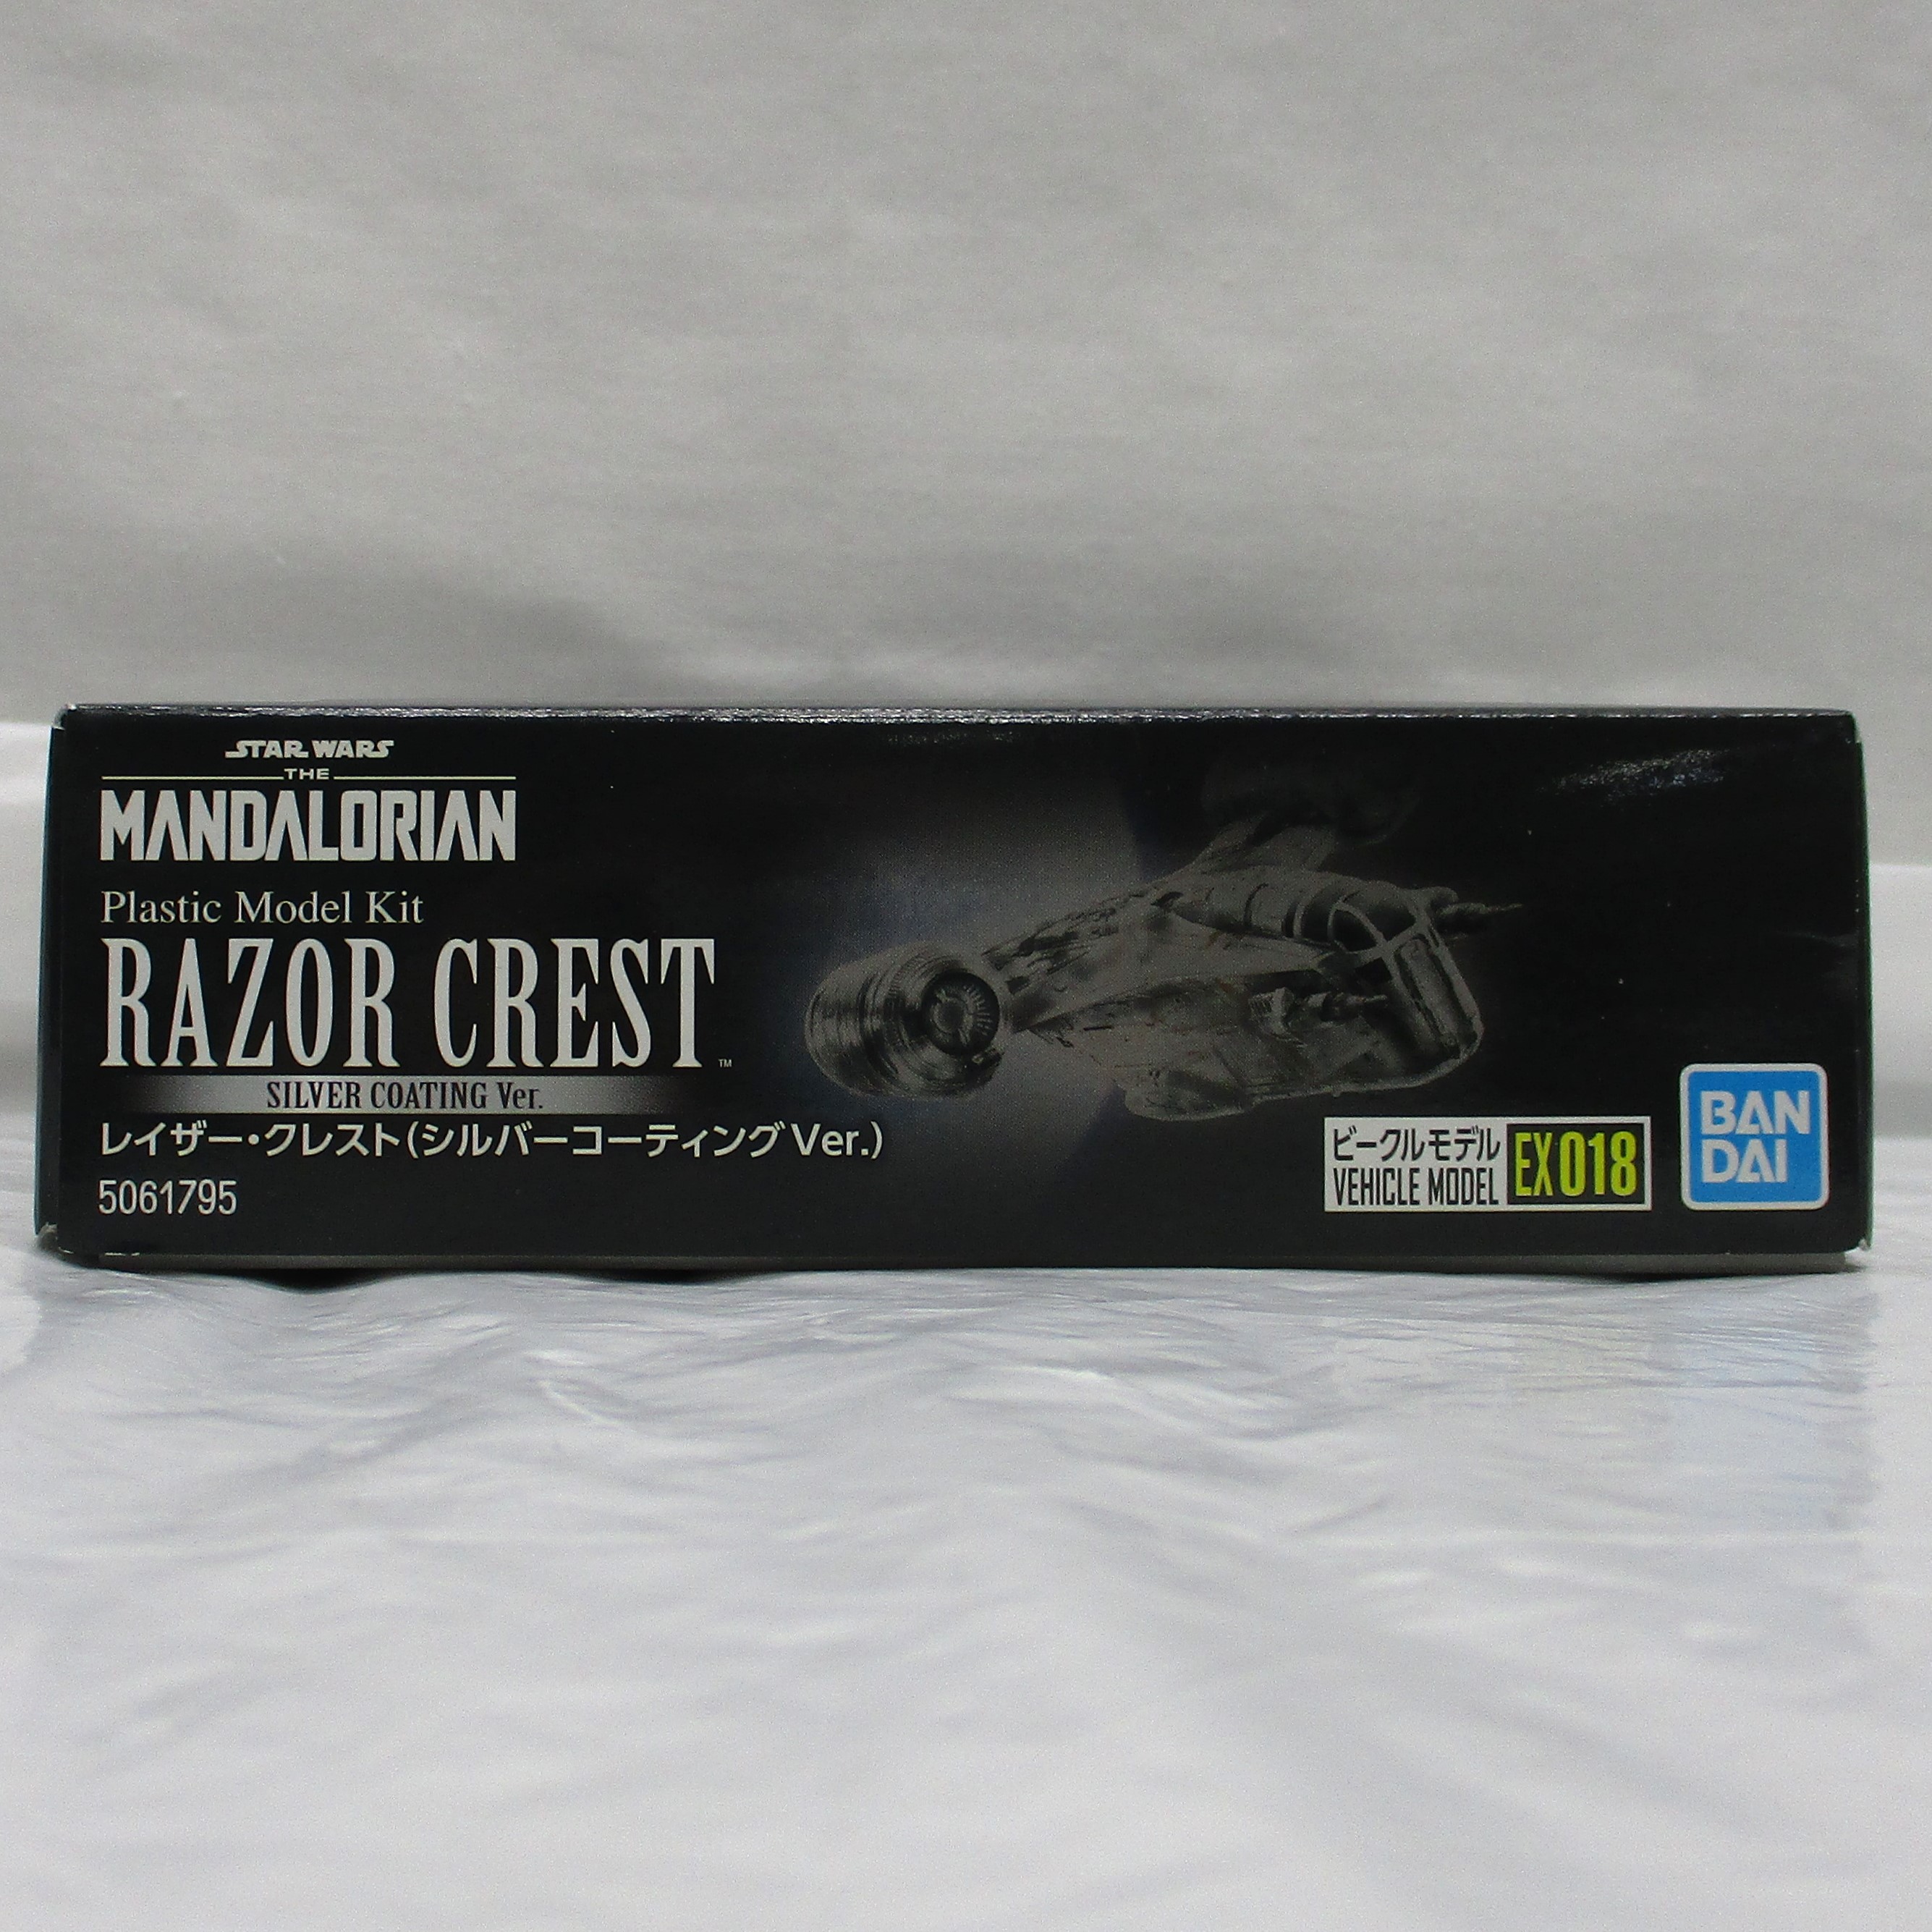 STAR WARS
THE
MANDALORIAN
Plastic Model Kit
RAZOR CREST™
SILVER COATING Ver.
レイザー・クレスト(シルバーコーティングVer.)
5061795
ビークルモデル
VEHICLE MODEL
EX018
BAN
DAI